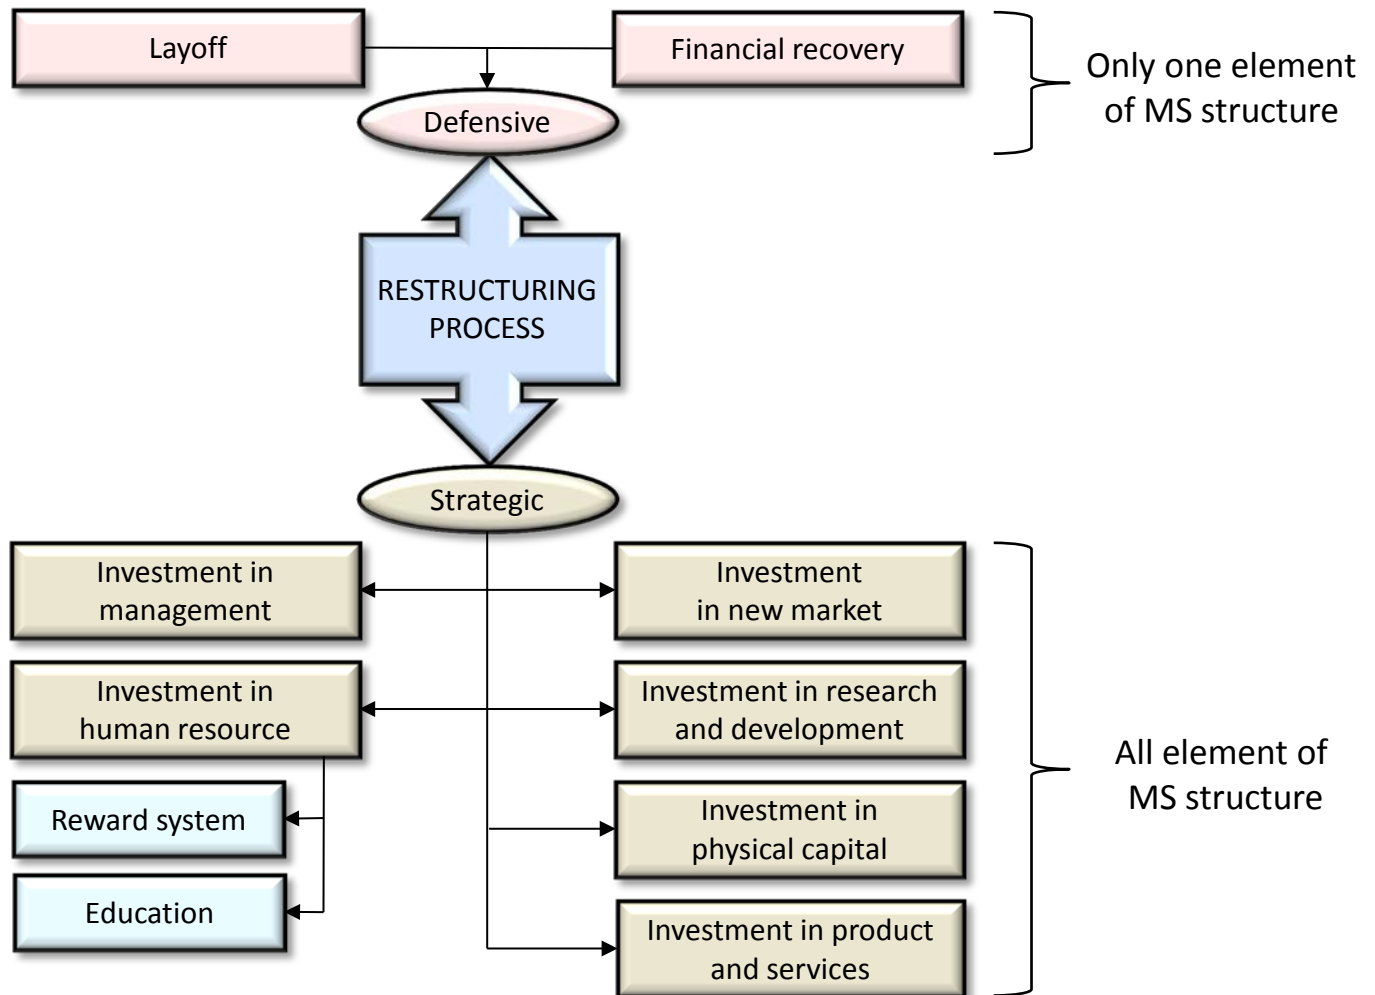 Layoff
Financial recovery
Only one element
of MS structure
Defensive
RESTRUCTURING
PROCESS
Strategic
Investment in
management
Investment
in new market
Investment in
human resource
Investment in research
and development
All element of
MS structure
Reward system
Investment in
physical capital
Education
Investment in product
and services